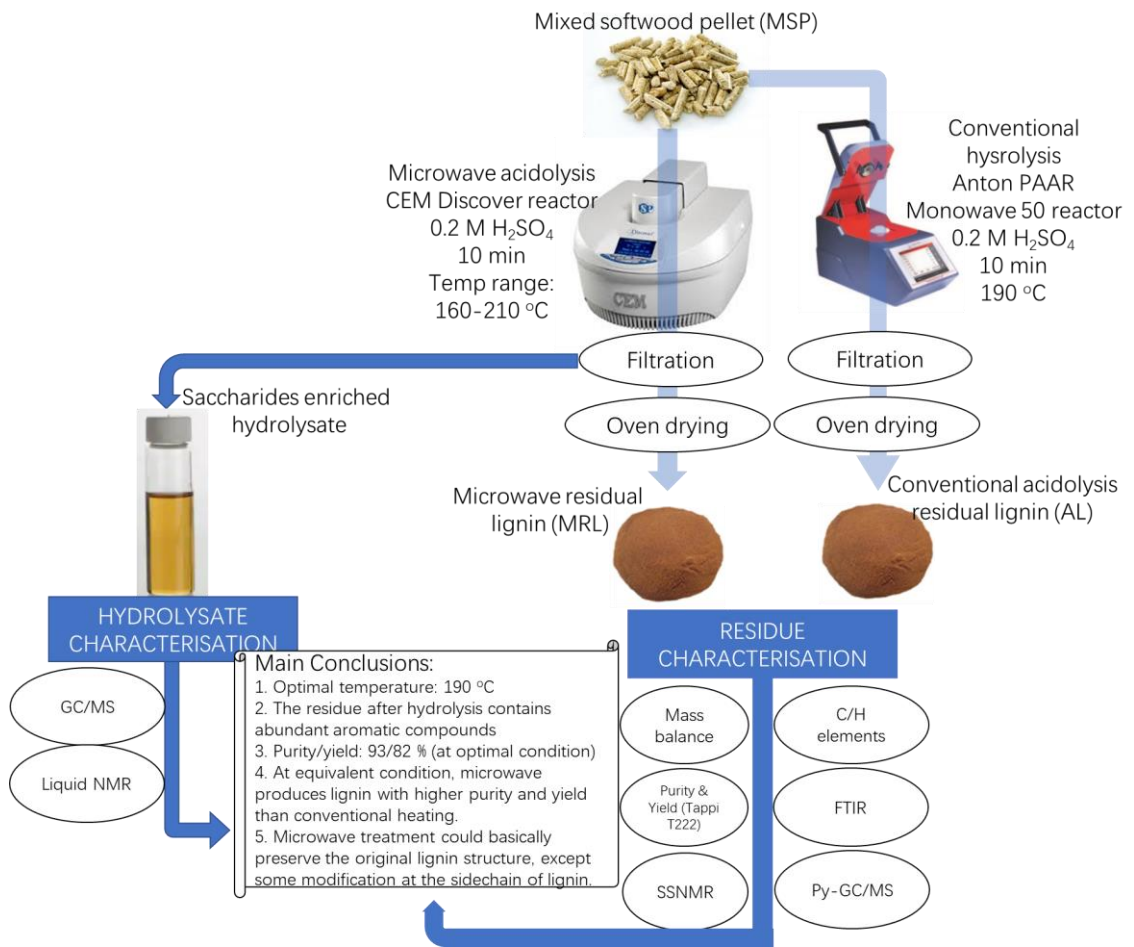 Mixed softwood pellet (MSP)
Microwave acidolysis
CEM Discover reactor
0.2 M H₂SO₄
10 min
Temp range:
160-210 °C
CEM
Conventional
hysrolysis
Anton PAAR
Monowave 50 reactor
0.2 M H₂SO₄
10 min
190 °C
Filtration
Filtration
Oven drying
Oven drying
Saccharides enriched
hydrolysate
Microwave residual
lignin (MRL)
Conventional acidolysis
residual lignin (AL)
HYDROLYSATE
CHARACTERISATION
GC/MS
Liquid NMR
Main Conclusions:
1. Optimal temperature: 190 °C
2. The residue after hydrolysis contains
abundant aromatic compounds
3. Purity/yield: 93/82 % (at optimal condition)
4. At equivalent condition, microwave
produces lignin with higher purity and yield
than conventional heating.
5. Microwave treatment could basically
preserve the original lignin structure, except
some modification at the sidechain of lignin.
RESIDUE
CHARACTERISATION
Mass
balance
C/H
elements
Purity &
Yield (Tappi
T222)
FTIR
SSNMR
Py-GC/MS